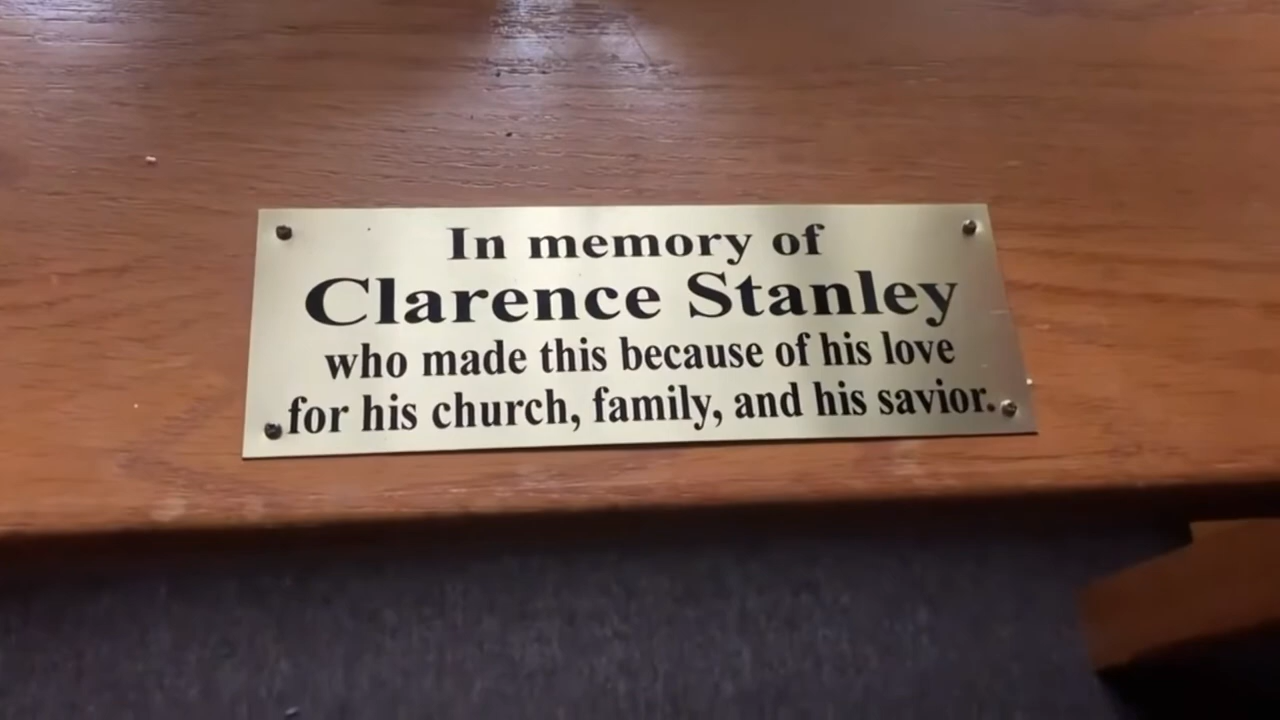 In memory of
Clarence Stanley
who made this because of his love
for his church, family, and his savior.